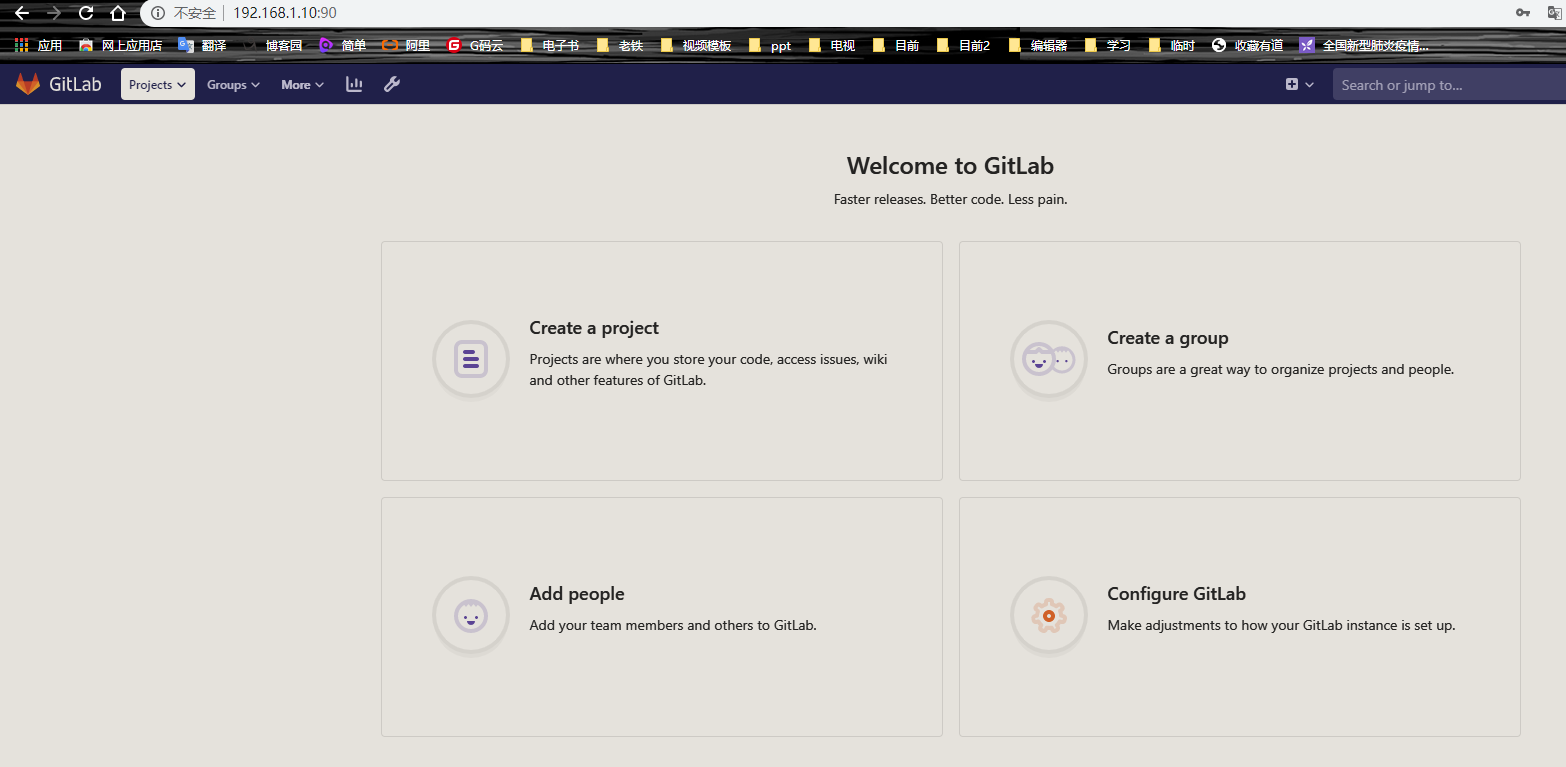 不安全 192.168.1.10:90
应用 网上应用店 翻译 博客园 简单 阿里 G码云 电子书 老铁 视频模板 ppt 电视 目前 目前2 编辑器 学习 临时 收藏有道 全国新型肺炎疫情...
GitLab Projects Groups More Search or jump to...
Welcome to GitLab
Faster releases. Better code. Less pain.
Create a project
Projects are where you store your code, access issues, wiki
and other features of GitLab.
Create a group
Groups are a great way to organize projects and people.
Add people
Add your team members and others to GitLab.
Configure GitLab
Make adjustments to how your GitLab instance is set up.